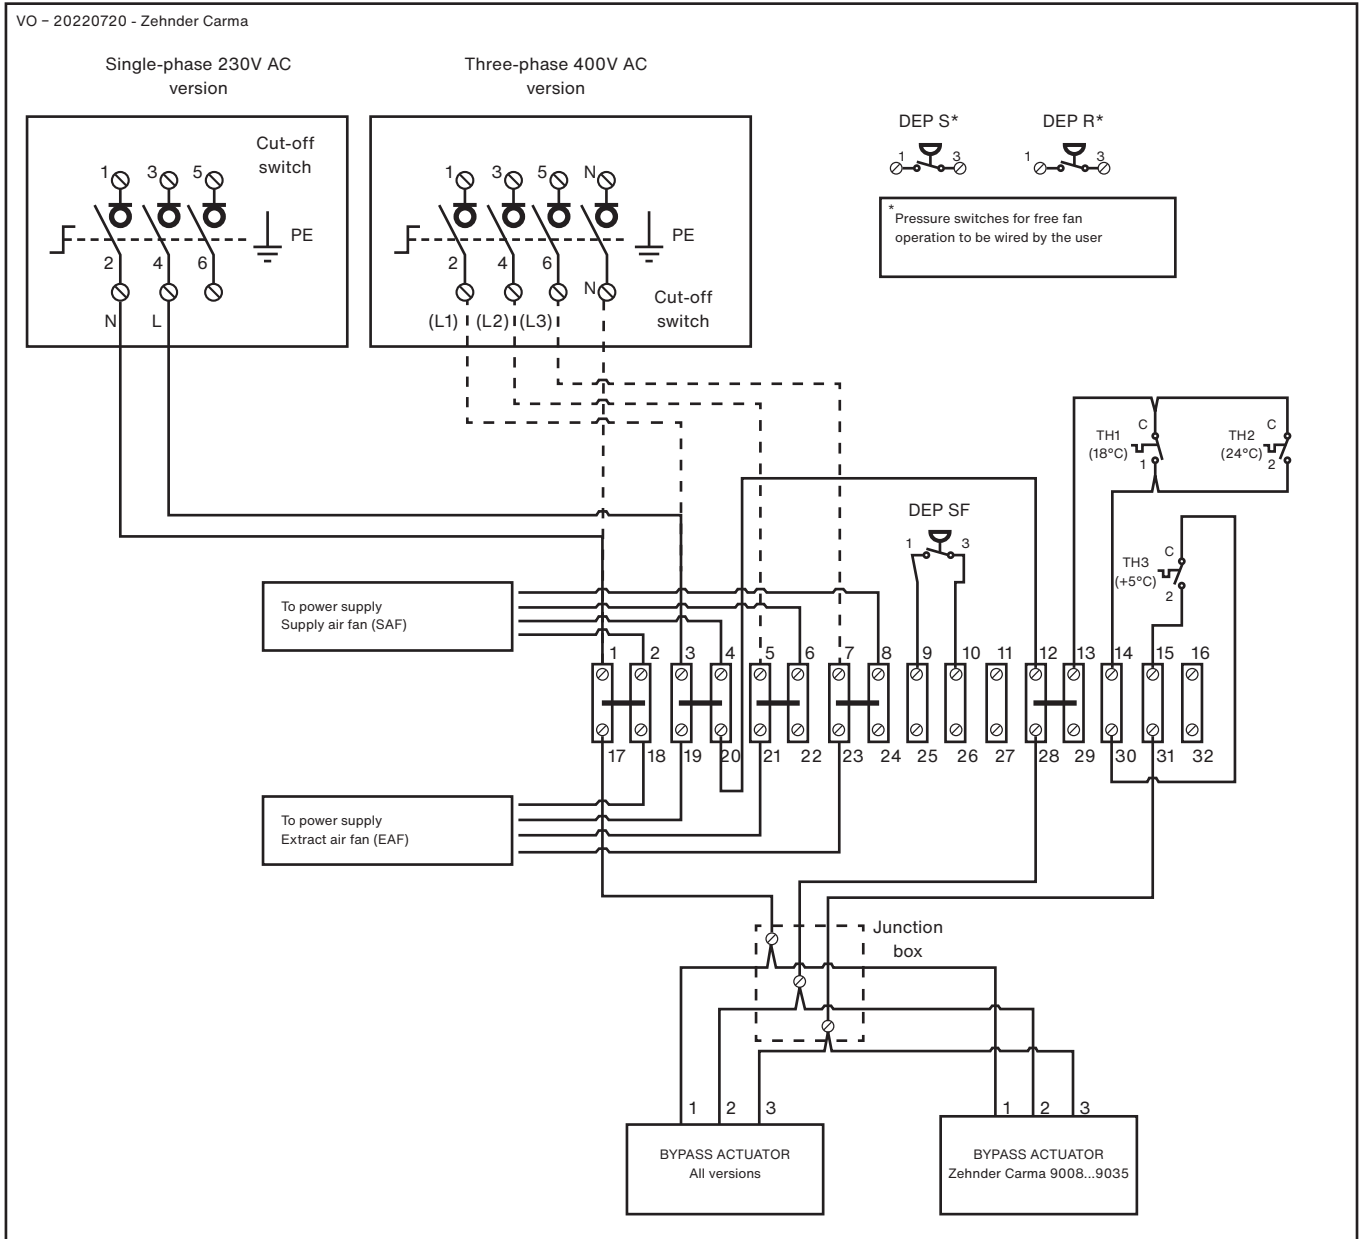 VO – 20220720 - Zehnder Carma
Single-phase 230V AC
version
Three-phase 400V AC
version
Cut-off
switch
1 3 5
PE
2 4 6
N L
1 3 5 N
PE
2 4 6 N
Cut-off
switch
(L1) (L2) (L3)
DEP S*
1 3
DEP R*
1 3
* Pressure switches for free fan
operation to be wired by the user
C
TH1
(18°C)
1
C
TH2
(24°C)
2
DEP SF
1 3
C
TH3
(+5°C)
2
To power supply
Supply air fan (SAF)
1 2 3 4 5 6 7 8 9 10 11 12 13 14 15 16
17 18 19 20 21 22 23 24 25 26 27 28 29 30 31 32
To power supply
Extract air fan (EAF)
Junction
box
1 2 3
1 2 3
BYPASS ACTUATOR
All versions
BYPASS ACTUATOR
Zehnder Carma 9008...9035